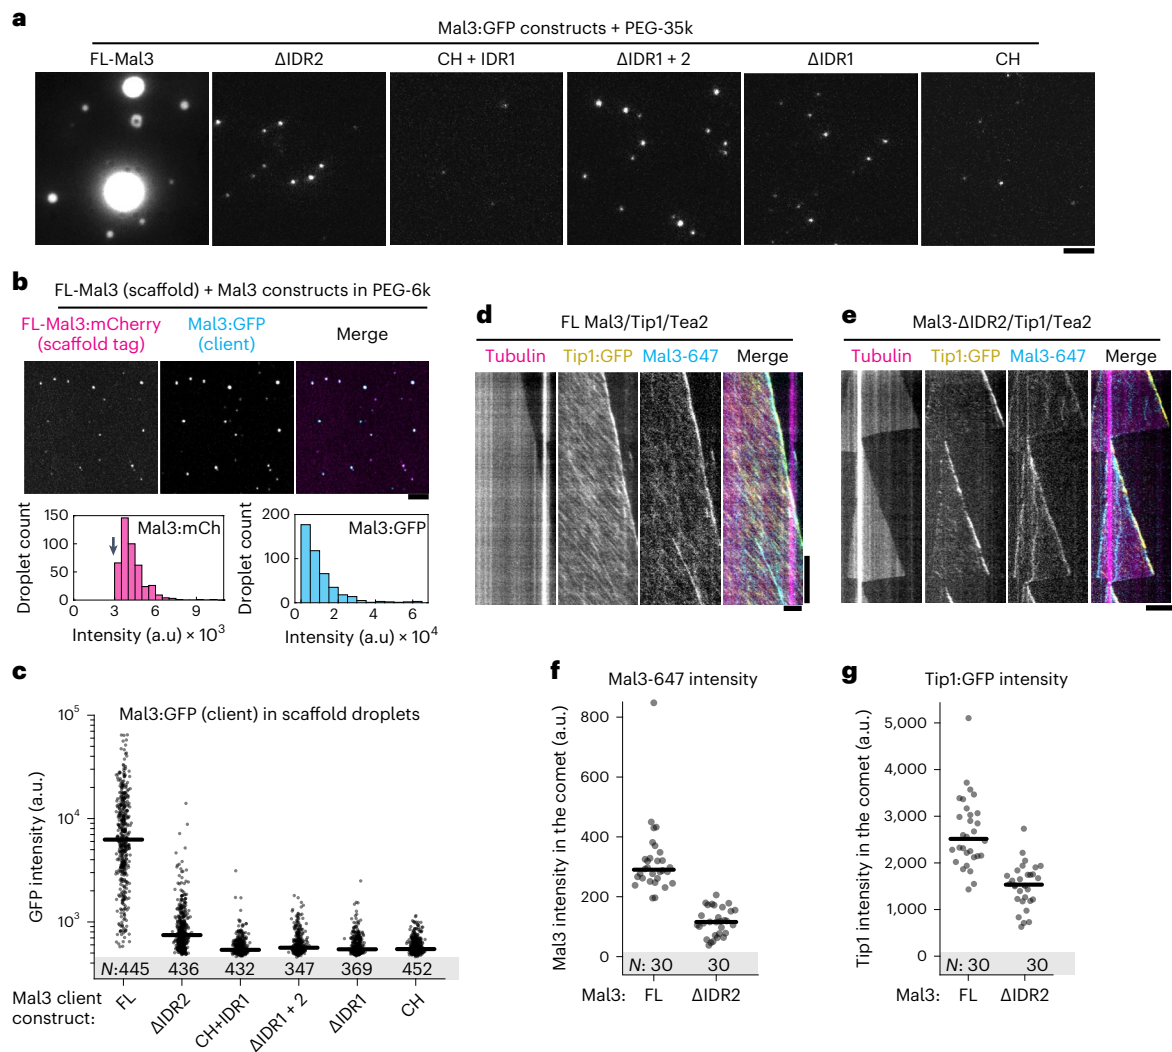 a
Mal3:GFP constructs + PEG-35k
FL-Mal3 ΔIDR2 CH + IDR1 ΔIDR1 + 2 ΔIDR1 CH
b
FL-Mal3 (scaffold) + Mal3 constructs in PEG-6k
FL-Mal3:mCherry (scaffold tag)
Mal3:GFP (client)
Merge
Droplet count
150
100
50
0
Mal3:mCh
0 3 6 9
Intensity (a.u) × 10³
Droplet count
200
100
0
Mal3:GFP
0 2 4 6
Intensity (a.u) × 10⁴
d
FL Mal3/Tip1/Tea2
Tubulin Tip1:GFP Mal3-647 Merge
e
Mal3-ΔIDR2/Tip1/Tea2
Tubulin Tip1:GFP Mal3-647 Merge
c
Mal3:GFP (client) in scaffold droplets
GFP intensity (a.u.)
10⁵
10⁴
10³
N: 445 436 432 347 369 452
Mal3 client construct:
FL ΔIDR2 CH+IDR1 ΔIDR1 + 2 ΔIDR1 CH
f
Mal3-647 intensity
Mal3 intensity in the comet (a.u.)
800
600
400
200
0
N: 30 30
Mal3: FL ΔIDR2
g
Tip1:GFP intensity
Tip1 intensity in the comet (a.u.)
5,000
4,000
3,000
2,000
1,000
0
N: 30 30
Mal3: FL ΔIDR2